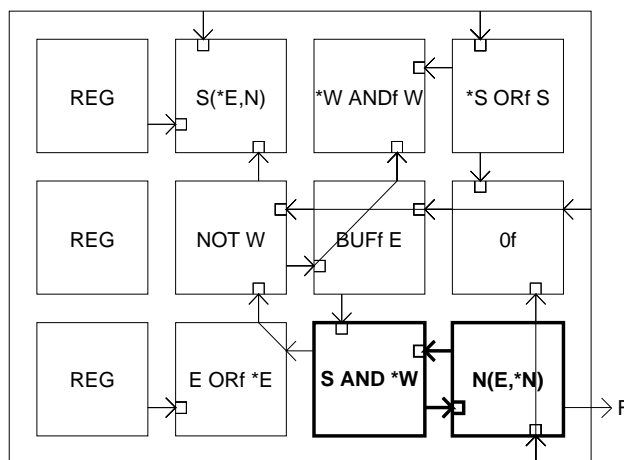 REG S(*E,N) *W ANDf W *S ORf S
REG NOT W BUFf E 0f
REG E ORf *E S AND *W N(E,*N) F